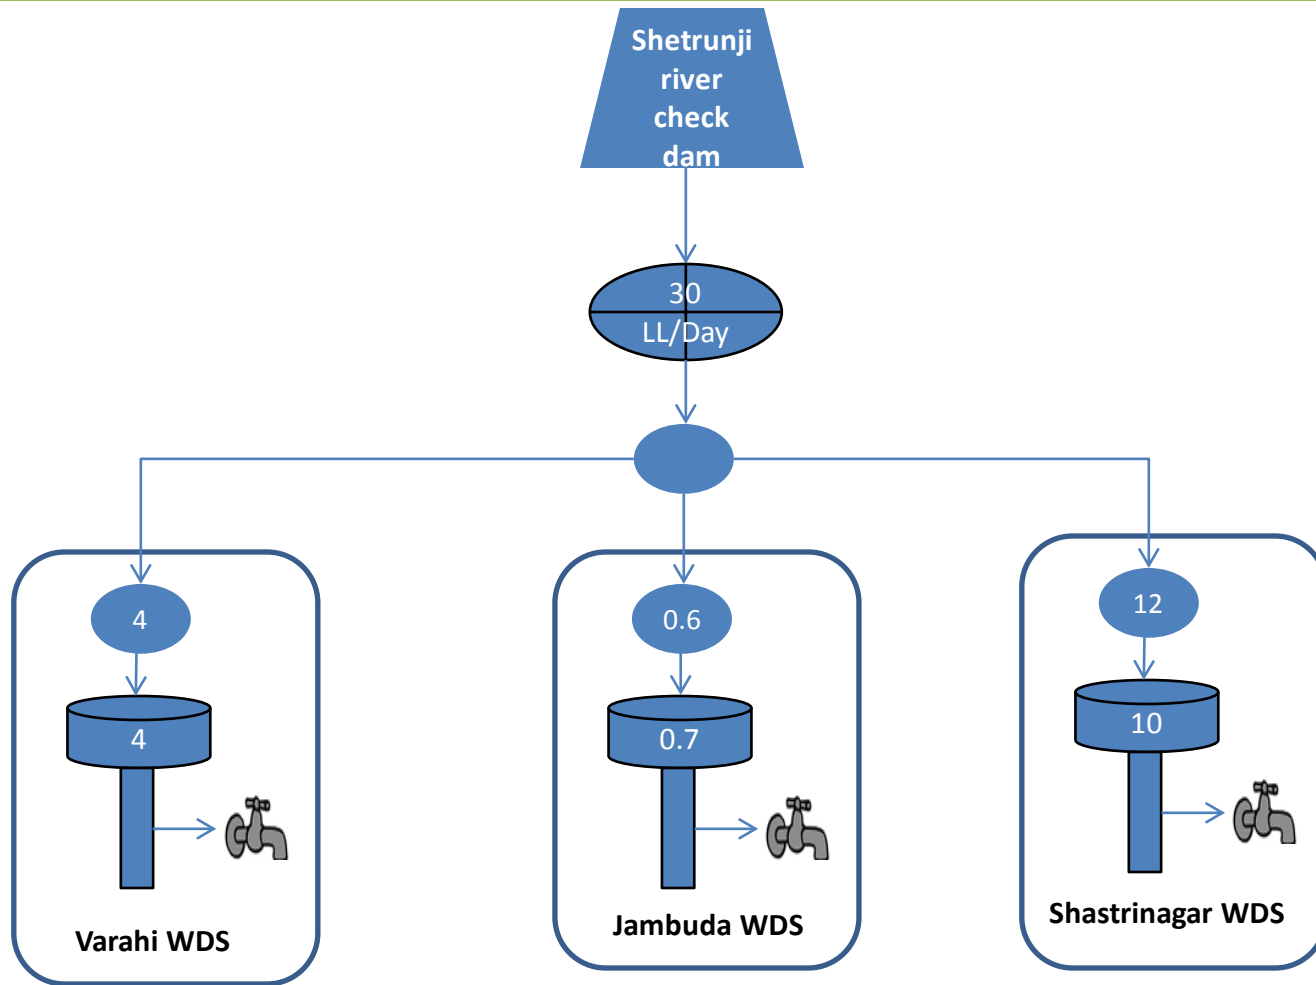 Shetrunji
river
check
dam
30
LL/Day
4
0.6
12
4
0.7
10
Varahi WDS
Jambuda WDS
Shastrinagar WDS